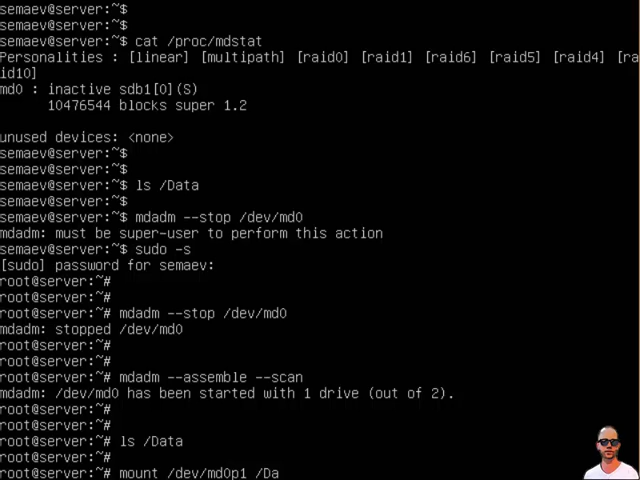 semaev@server:~$
semaev@server:~$
semaev@server:~$ cat /proc/mdstat
Personalities : [linear] [multipath] [raid0] [raid1] [raid6] [raid5] [raid4] [ra
id10]
md0 : inactive sdb1[0](S)
      10476544 blocks super 1.2

unused devices: <none>
semaev@server:~$
semaev@server:~$
semaev@server:~$ ls /Data
semaev@server:~$
semaev@server:~$ mdadm --stop /dev/md0
mdadm: must be super-user to perform this action
semaev@server:~$ sudo -s
[sudo] password for semaev:
root@server:~#
root@server:~#
root@server:~# mdadm --stop /dev/md0
mdadm: stopped /dev/md0
root@server:~#
root@server:~#
root@server:~# mdadm --assemble --scan
mdadm: /dev/md0 has been started with 1 drive (out of 2).
root@server:~#
root@server:~#
root@server:~# ls /Data
root@server:~#
root@server:~# mount /dev/md0p1 /Da